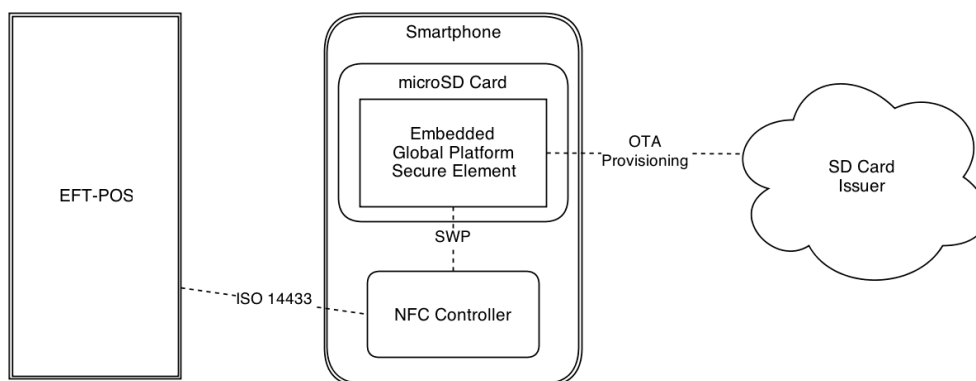 Smartphone
microSD Card
Embedded
Global Platform
Secure Element
OTA
Provisioning
SD Card
Issuer
EFT-POS
SWP
ISO 14433
NFC Controller